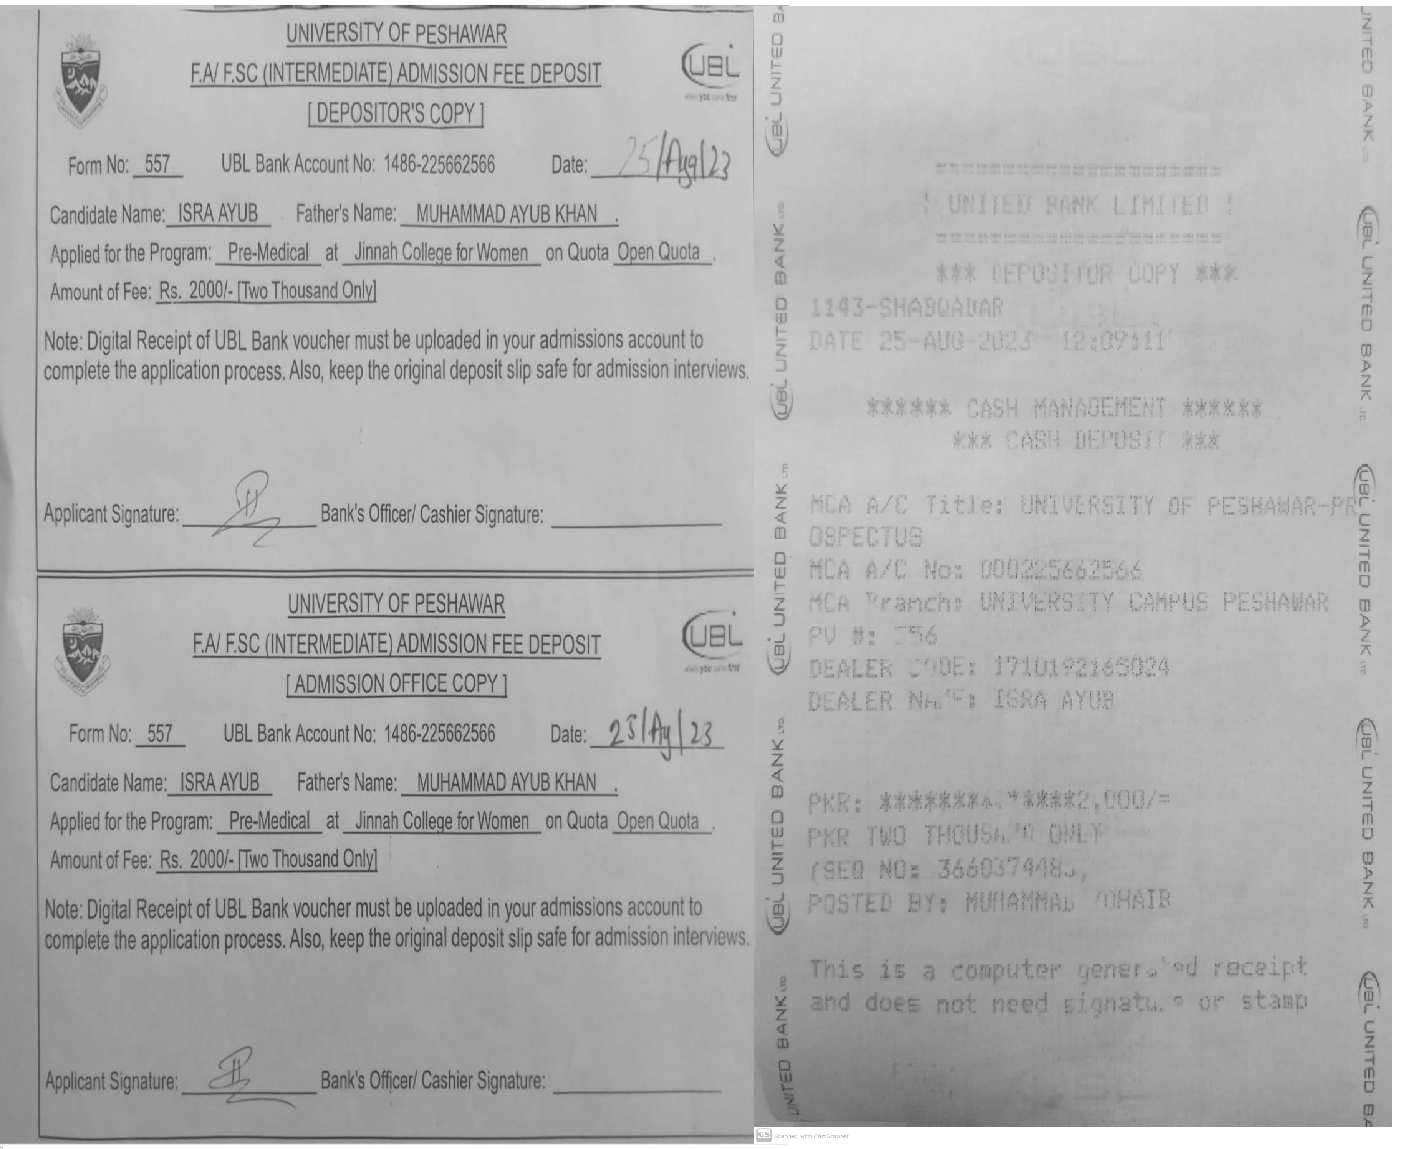 UNIVERSITY OF PESHAWAR
F.A/ F.SC (INTERMEDIATE) ADMISSION FEE DEPOSIT
[ DEPOSITOR'S COPY ]
UBL
Form No: 557 UBL Bank Account No: 1486-225662566 Date: 25/Aug/23
Candidate Name: ISRA AYUB Father's Name: MUHAMMAD AYUB KHAN .
Applied for the Program: Pre-Medical at Jinnah College for Women on Quota Open Quota .
Amount of Fee: Rs. 2000/- [Two Thousand Only]
Note: Digital Receipt of UBL Bank voucher must be uploaded in your admissions account to
complete the application process. Also, keep the original deposit slip safe for admission interviews.
Applicant Signature: Bank's Officer/ Cashier Signature:
UNIVERSITY OF PESHAWAR
F.A/ F.SC (INTERMEDIATE) ADMISSION FEE DEPOSIT
[ ADMISSION OFFICE COPY ]
UBL
Form No: 557 UBL Bank Account No: 1486-225662566 Date: 25/Ag/23
Candidate Name: ISRA AYUB Father's Name: MUHAMMAD AYUB KHAN .
Applied for the Program: Pre-Medical at Jinnah College for Women on Quota Open Quota .
Amount of Fee: Rs. 2000/- [Two Thousand Only]
Note: Digital Receipt of UBL Bank voucher must be uploaded in your admissions account to
complete the application process. Also, keep the original deposit slip safe for admission interviews.
Applicant Signature: Bank's Officer/ Cashier Signature:
UBL UNITED BANK LTD
UNITED BANK LIMITED
*** DEPOSITOR COPY ***
1143-SHABQADAR
DATE 25-AUG-2023 12:09:11
****** CASH MANAGEMENT ******
*** CASH DEPOSIT ***
MCA A/C Title: UNIVERSITY OF PESHAWAR-PR
OSPECTUS
MCA A/C No: 000225662566
MCA Branch: UNIVERSITY CAMPUS PESHAWAR
PV #: 556
DEALER CODE: 1710192165024
DEALER NAME: ISRA AYUB
PKR: 2,000/=
PKR TWO THOUSAND ONLY
(SEQ NO:
POSTED BY: MUHAMMAD
This is a computer generated receipt
and does not need signature or stamp
Scanned with CamScanner